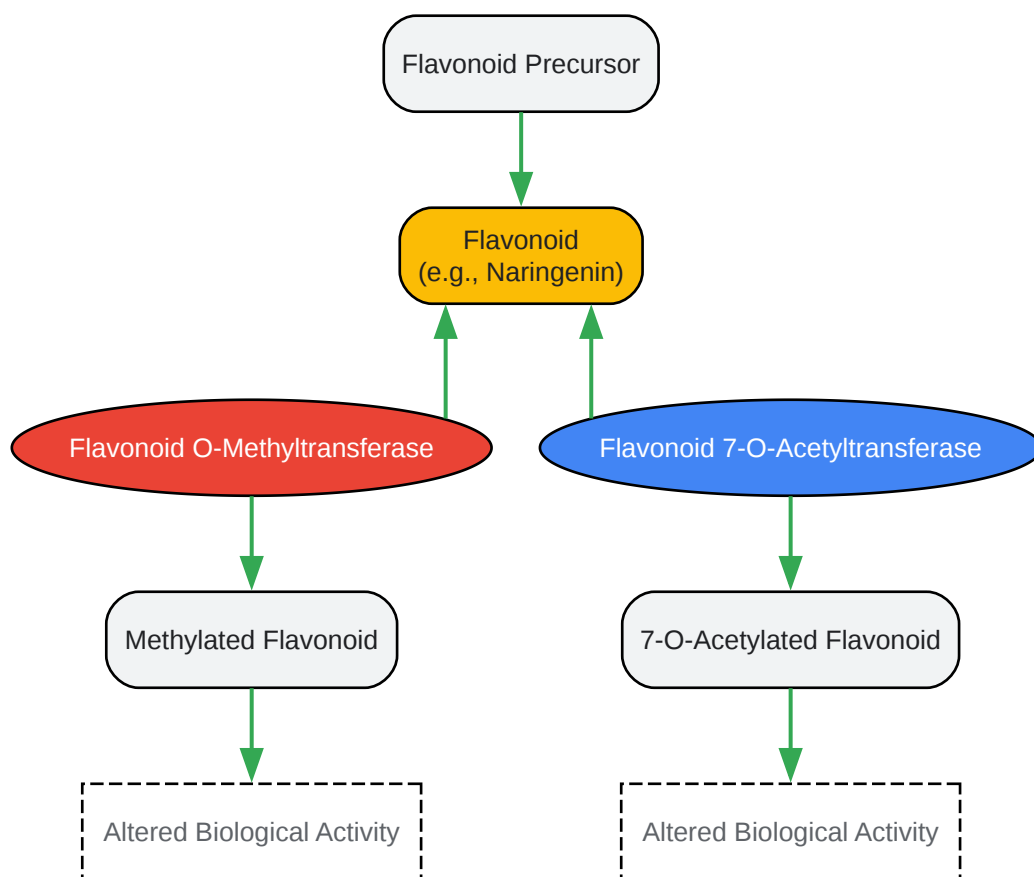 Flavonoid Precursor
Flavonoid
(e.g., Naringenin)
Flavonoid O-Methyltransferase
Flavonoid 7-O-Acetyltransferase
Methylated Flavonoid
7-O-Acetylated Flavonoid
Altered Biological Activity
Altered Biological Activity